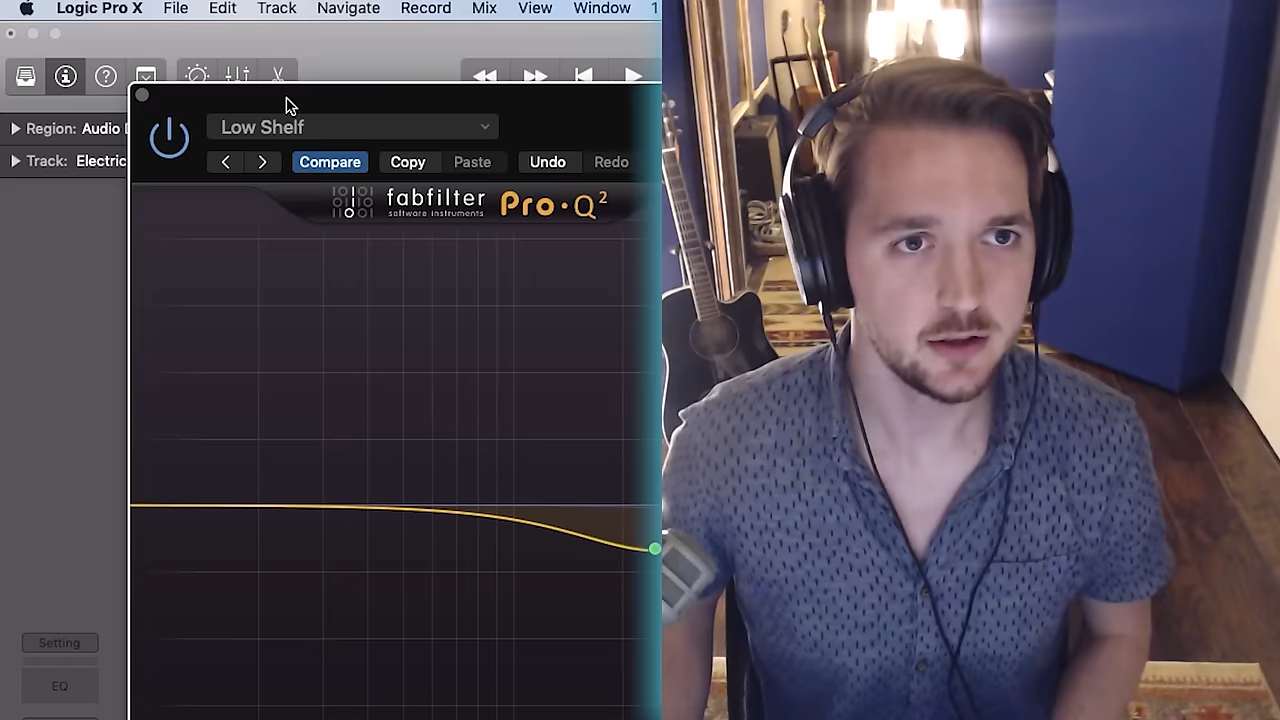 Logic Pro X File Edit Track Navigate Record Mix View Window 1
Region: Audio D
Track: Electric
Low Shelf
Compare Copy Paste Undo Redo
fabfilter Pro·Q²
software instruments
Setting
EQ